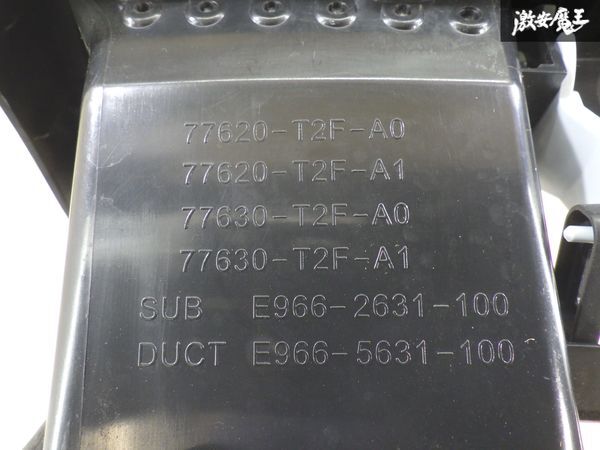 激安魔王
77620-T2F-A0
77620-T2F-A1
77630-T2F-A0
77630-T2F-A1
SUB E966-2631-100
DUCT E966-5631-100